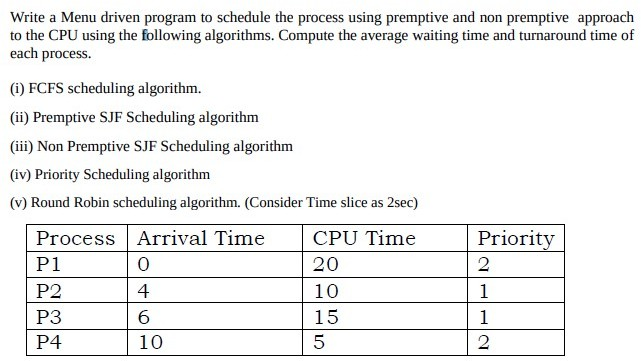 Write a Menu driven program to schedule the process using premptive and non premptive approach
to the CPU using the following algorithms. Compute the average waiting time and turnaround time of
each process.
(i) FCFS scheduling algorithm.
(ii) Premptive SJF Scheduling algorithm
(iii) Non Premptive SJF Scheduling algorithm
(iv) Priority Scheduling algorithm
(v) Round Robin scheduling algorithm. (Consider Time slice as 2sec)
Process Arrival Time CPU Time Priority
P1 0 20 2
P2 4 10 1
P3 6 15 1
P4 10 5 2